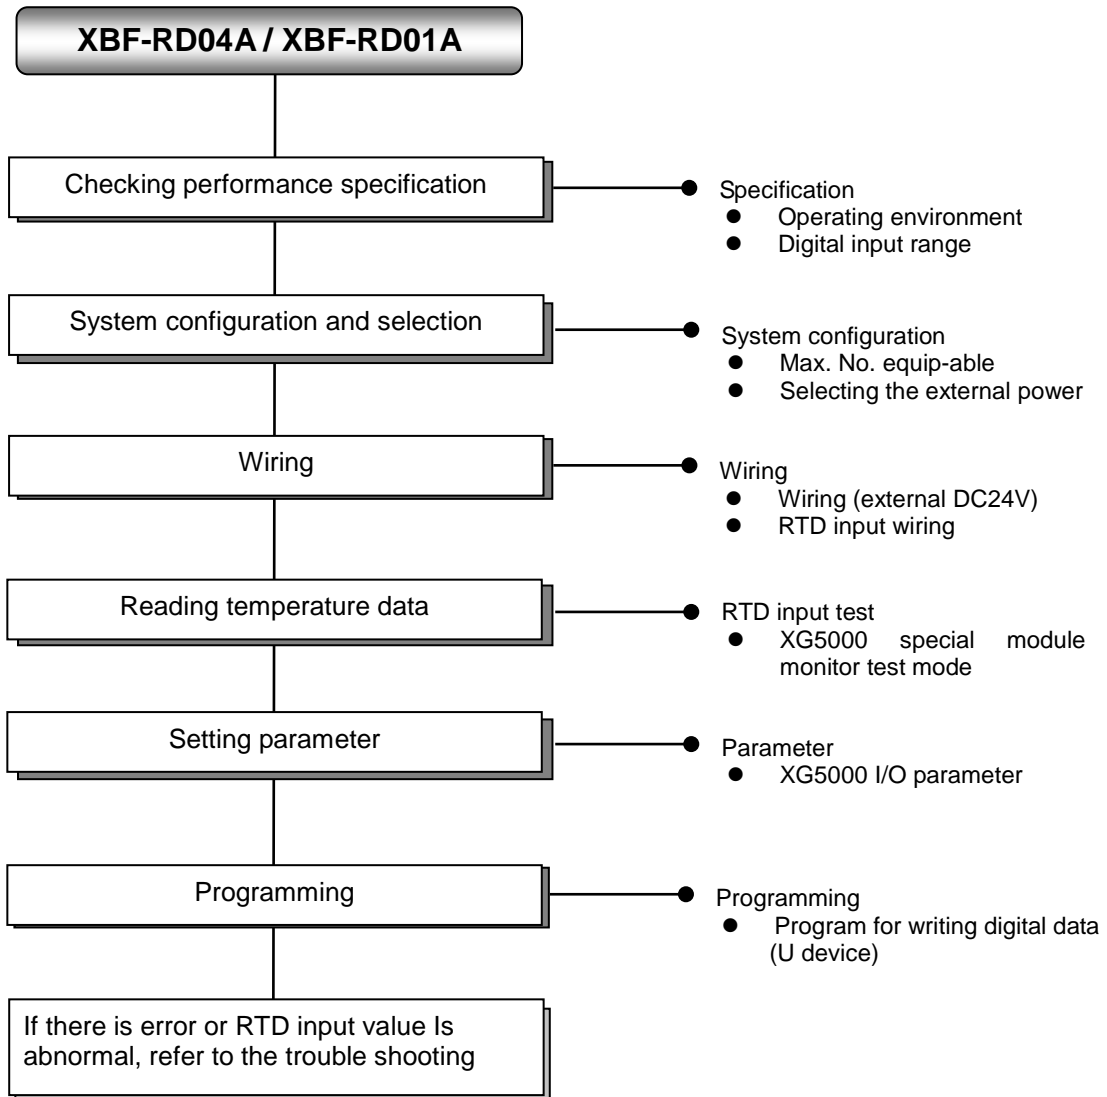 XBF-RD04A / XBF-RD01A
Checking performance specification
Specification
● Operating environment
● Digital input range
System configuration and selection
System configuration
● Max. No. equip-able
● Selecting the external power
Wiring
Wiring
● Wiring (external DC24V)
● RTD input wiring
Reading temperature data
RTD input test
● XG5000 special module
monitor test mode
Setting parameter
Parameter
● XG5000 I/O parameter
Programming
Programming
● Program for writing digital data
(U device)
If there is error or RTD input value Is
abnormal, refer to the trouble shooting